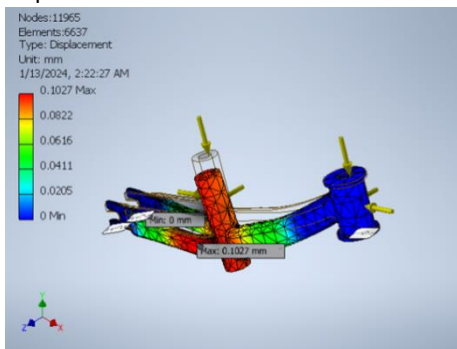 Nodes:11965
Elements:6637
Type: Displacement
Unit: mm
1/13/2024, 2:22:27 AM
0.1027 Max
0.0822
0.0616
0.0411
0.0205
0 Min
Min: 0 mm
Max: 0.1027 mm
Y
Z
X